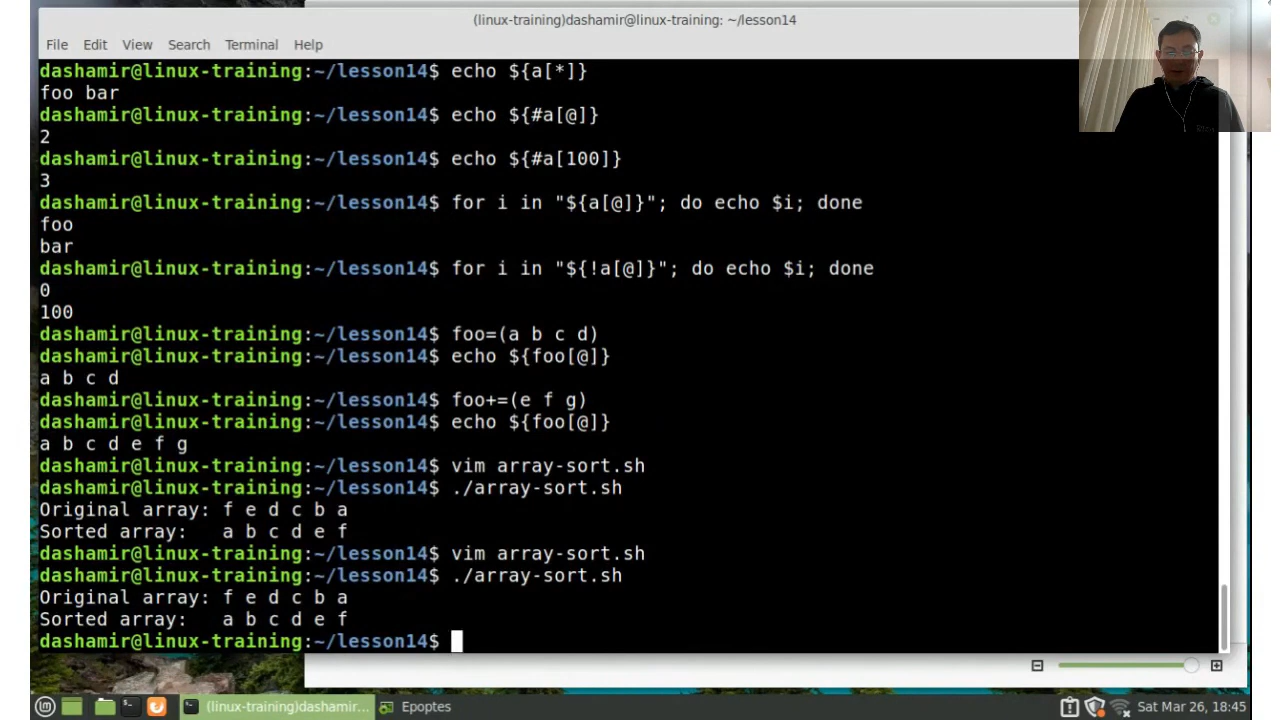 (linux-training)dashamir@linux-training: ~/lesson14
File Edit View Search Terminal Help
dashamir@linux-training:~/lesson14$ echo ${a[*]}
foo bar
dashamir@linux-training:~/lesson14$ echo ${#a[@]}
2
dashamir@linux-training:~/lesson14$ echo ${#a[100]}
3
dashamir@linux-training:~/lesson14$ for i in "${a[@]}"; do echo $i; done
foo
bar
dashamir@linux-training:~/lesson14$ for i in "${!a[@]}"; do echo $i; done
0
100
dashamir@linux-training:~/lesson14$ foo=(a b c d)
dashamir@linux-training:~/lesson14$ echo ${foo[@]}
a b c d
dashamir@linux-training:~/lesson14$ foo+=(e f g)
dashamir@linux-training:~/lesson14$ echo ${foo[@]}
a b c d e f g
dashamir@linux-training:~/lesson14$ vim array-sort.sh
dashamir@linux-training:~/lesson14$ ./array-sort.sh
Original array: f e d c b a
Sorted array:   a b c d e f
dashamir@linux-training:~/lesson14$ vim array-sort.sh
dashamir@linux-training:~/lesson14$ ./array-sort.sh
Original array: f e d c b a
Sorted array:   a b c d e f
dashamir@linux-training:~/lesson14$
(linux-training)dashamir... Epoptes Sat Mar 26, 18:45